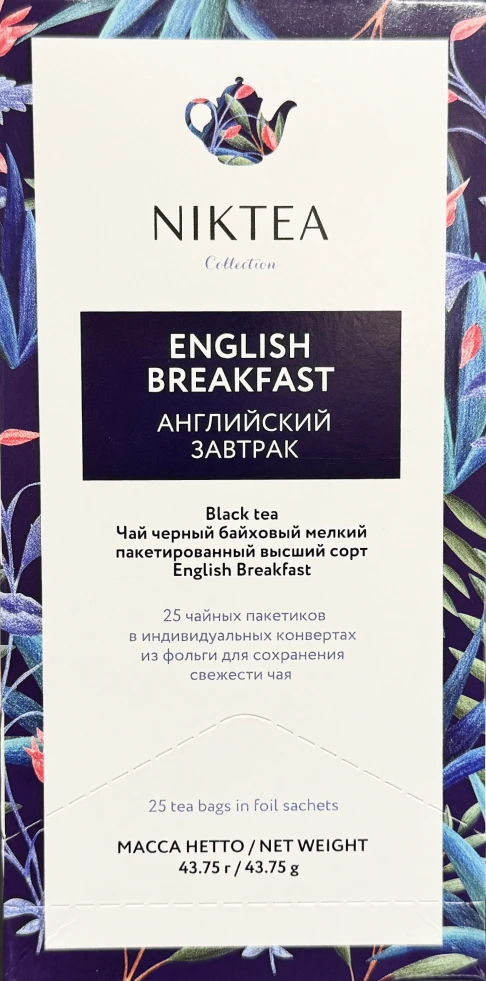 NIKTEA
Collection
ENGLISH
BREAKFAST
АНГЛИЙСКИЙ
ЗАВТРАК
Black tea
Чай черный байховый мелкий
пакетированный высший сорт
English Breakfast
25 чайных пакетиков
в индивидуальных конвертах
из фольги для сохранения
свежести чая
25 tea bags in foil sachets
МАССА НЕТТО / NET WEIGHT
43.75 г / 43.75 g